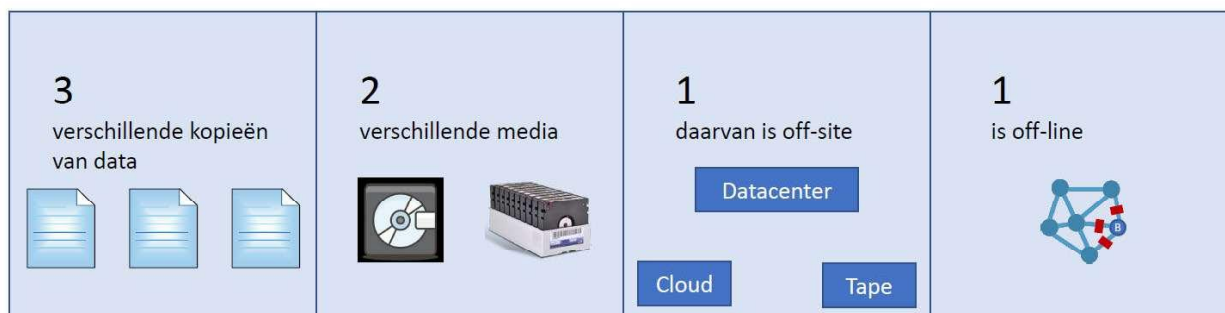 3
verschillende kopieën
van data
2
verschillende media
1
daarvan is off-site
Datacenter
Cloud
Tape
1
is off-line
B